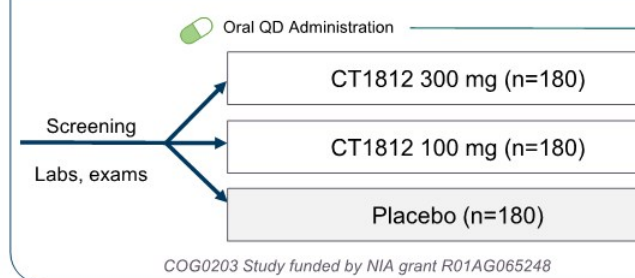 Oral QD Administration
CT1812 300 mg (n=180)
Screening
CT1812 100 mg (n=180)
Labs, exams
Placebo (n=180)
COG0203 Study funded by NIA grant R01AG065248